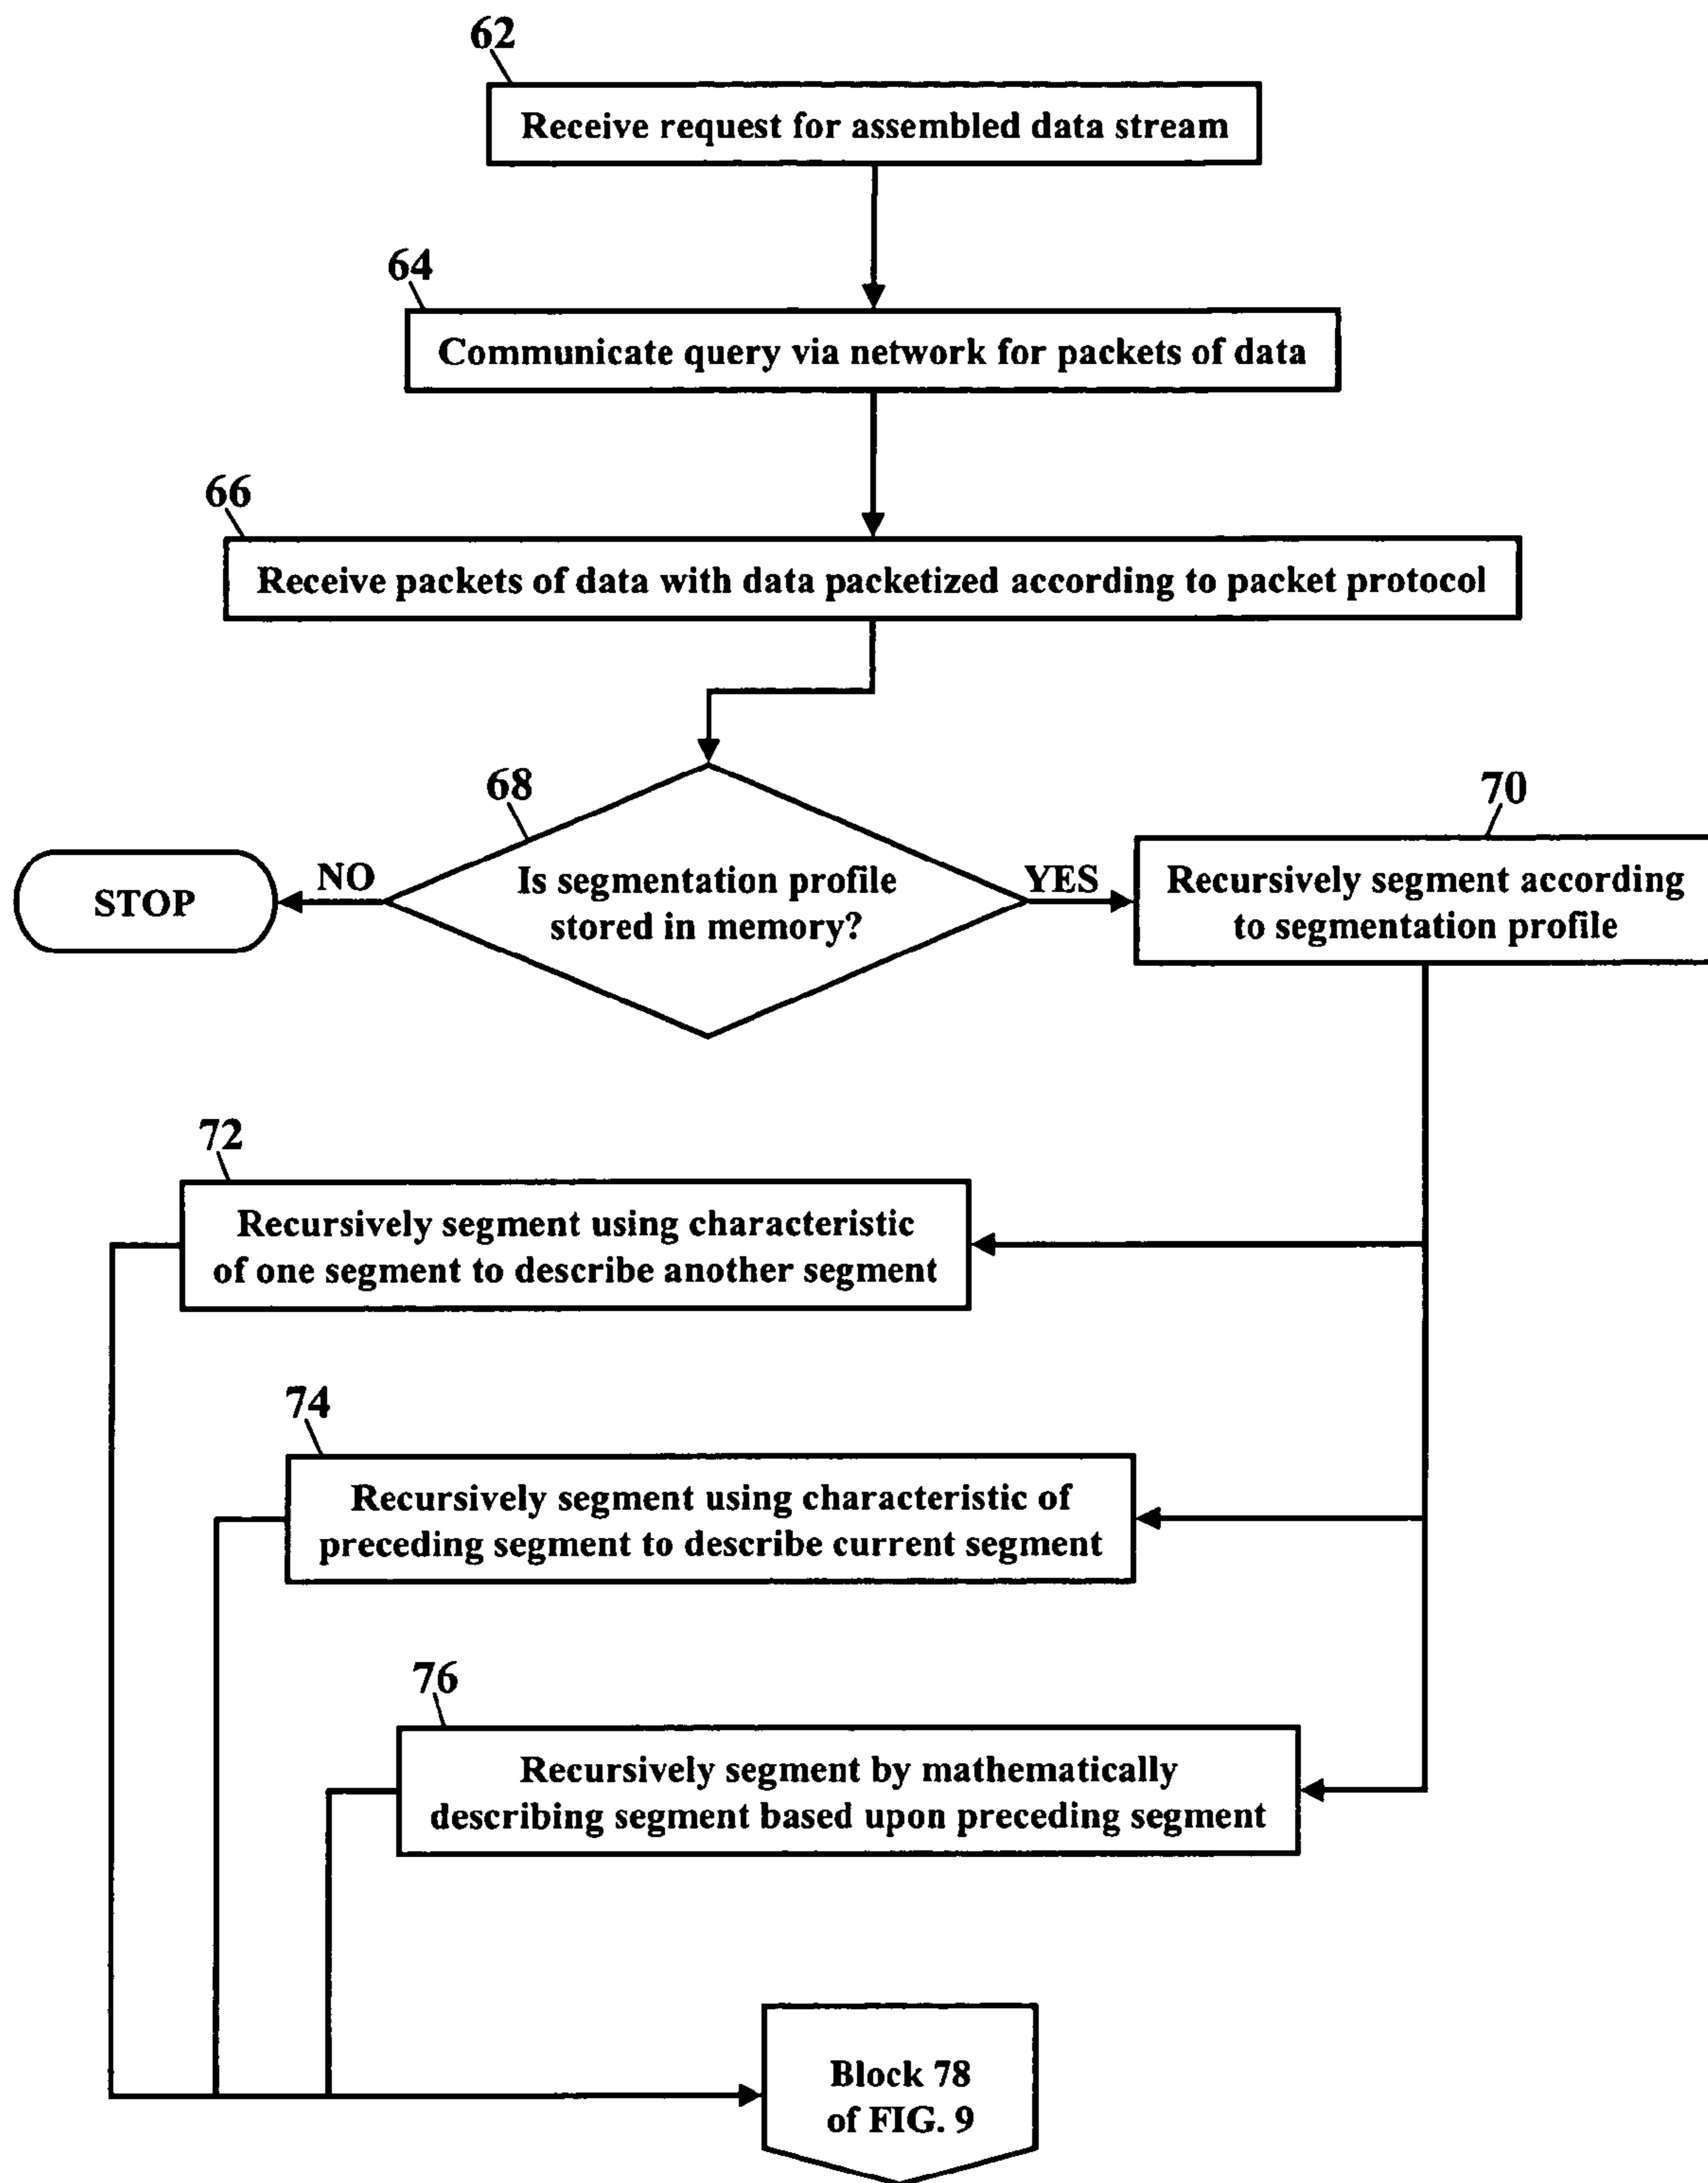 62
Receive request for assembled data stream
64
Communicate query via network for packets of data
66
Receive packets of data with data packetized according to packet protocol
68
Is segmentation profile
stored in memory?
NO
STOP
YES
70
Recursively segment according
to segmentation profile
72
Recursively segment using characteristic
of one segment to describe another segment
74
Recursively segment using characteristic of
preceding segment to describe current segment
76
Recursively segment by mathematically
describing segment based upon preceding segment
Block 78
of FIG. 9